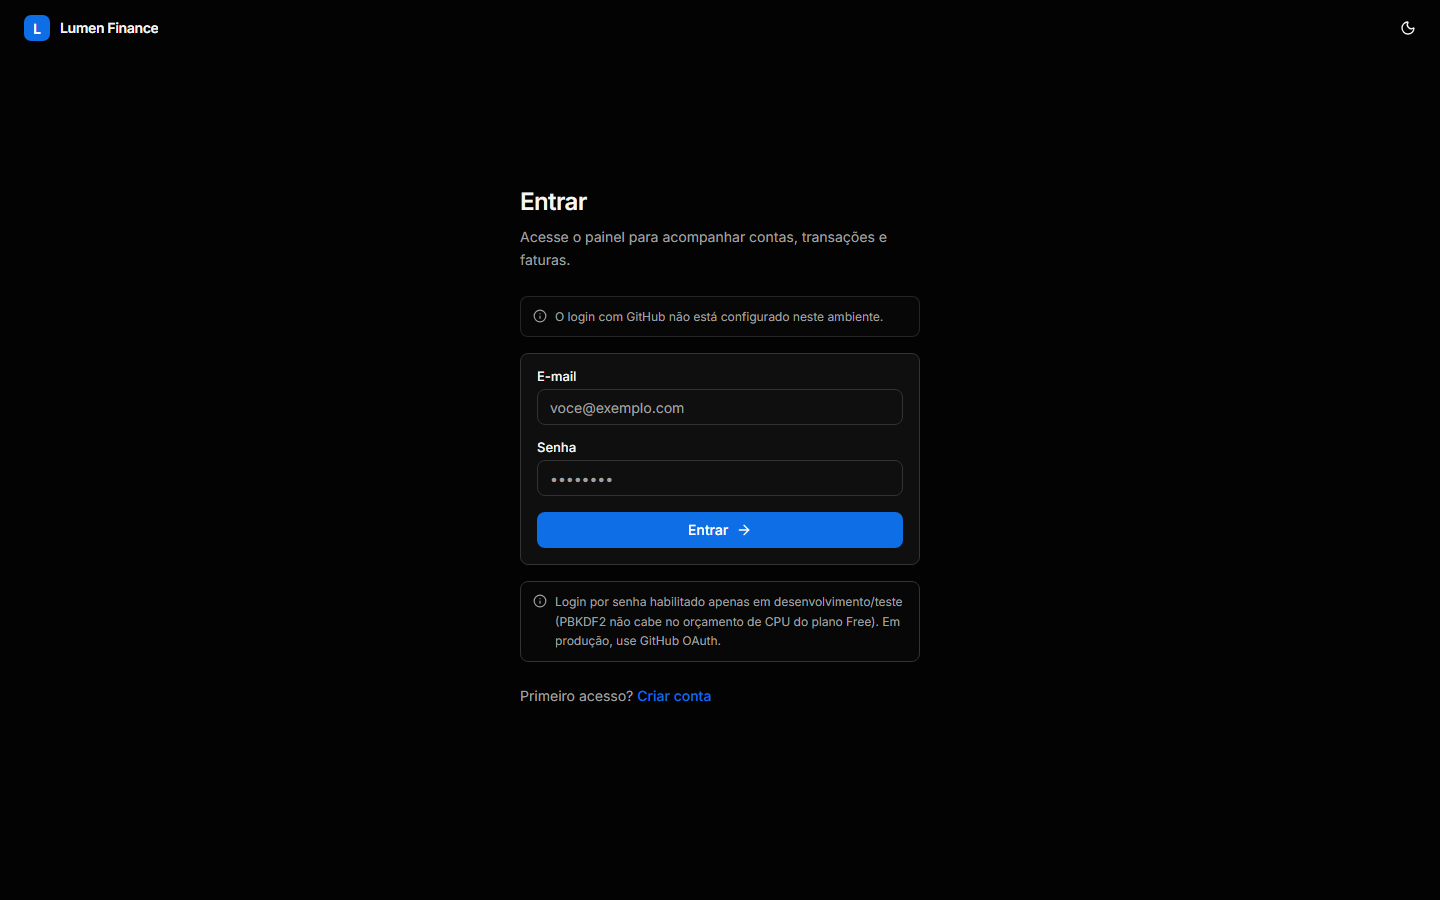 L Lumen Finance
Entrar
Acesse o painel para acompanhar contas, transações e
faturas.
O login com GitHub não está configurado neste ambiente.
E-mail
voce@exemplo.com
Senha
••••••••
Entrar →
Login por senha habilitado apenas em desenvolvimento/teste
(PBKDF2 não cabe no orçamento de CPU do plano Free). Em
produção, use GitHub OAuth.
Primeiro acesso? Criar conta